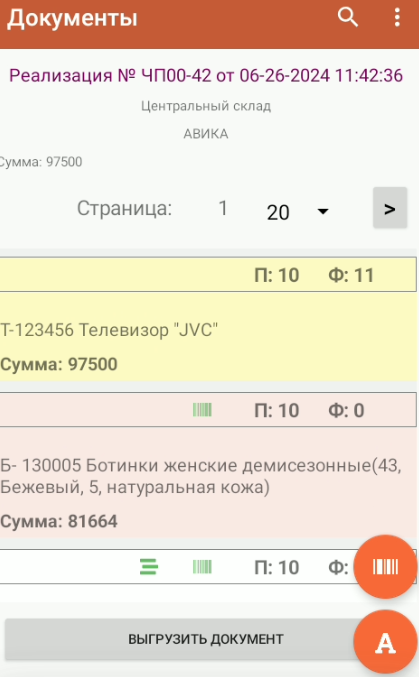 Документы
Реализация № ЧП00-42 от 06-26-2024 11:42:36
Центральный склад
АВИКА
Сумма: 97500
Страница: 1 20 >
П: 10 Ф: 11
Т-123456 Телевизор "JVC"
Сумма: 97500
П: 10 Ф: 0
Б- 130005 Ботинки женские демисезонные(43,
Бежевый, 5, натуральная кожа)
Сумма: 81664
П: 10 Ф:
ВЫГРУЗИТЬ ДОКУМЕНТ
A